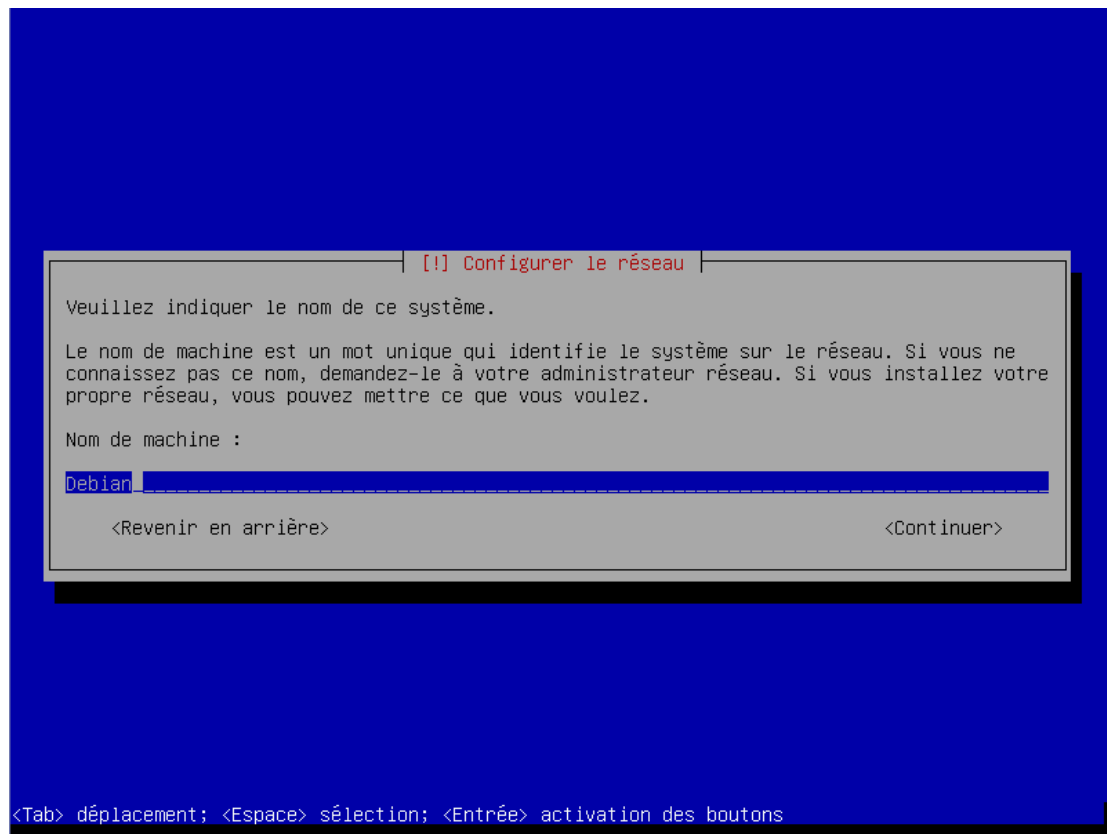 [!] Configurer le réseau
Veuillez indiquer le nom de ce système.
Le nom de machine est un mot unique qui identifie le système sur le réseau. Si vous ne
connaissez pas ce nom, demandez-le à votre administrateur réseau. Si vous installez votre
propre réseau, vous pouvez mettre ce que vous voulez.
Nom de machine :
Debian
<Revenir en arrière> <Continuer>
<Tab> déplacement; <Espace> sélection; <Entrée> activation des boutons